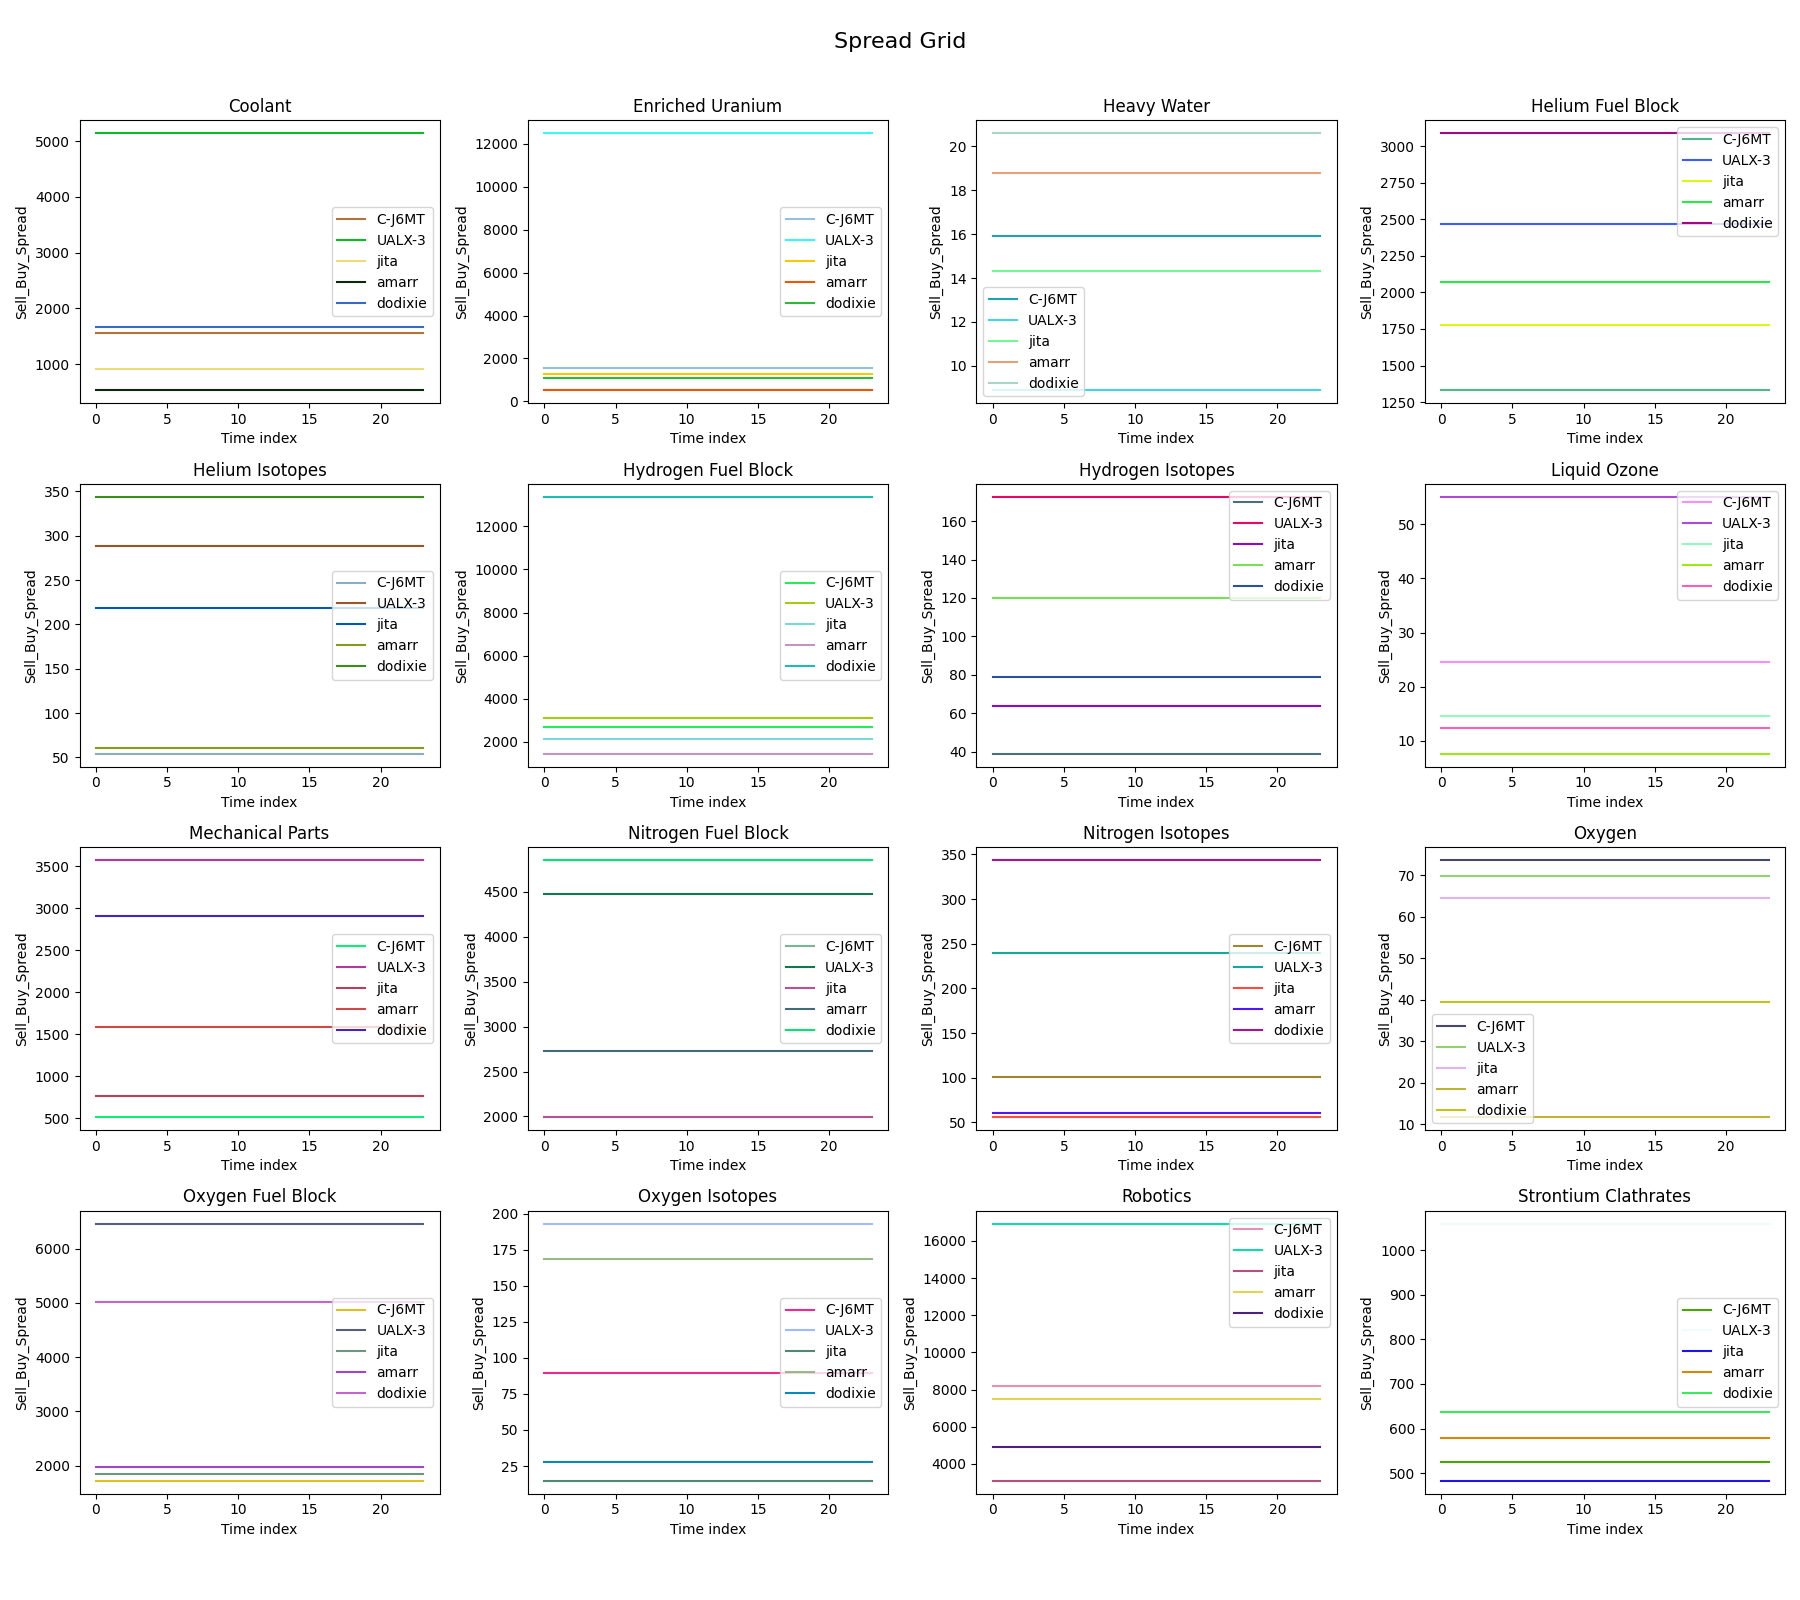 Spread Grid
Coolant
Sell_Buy_Spread
5000
4000
3000
2000
1000
C-J6MT
UALX-3
jita
amarr
dodixie
0 5 10 15 20
Time index
Enriched Uranium
Sell_Buy_Spread
12000
10000
8000
6000
4000
2000
0
C-J6MT
UALX-3
jita
amarr
dodixie
0 5 10 15 20
Time index
Heavy Water
Sell_Buy_Spread
20
18
16
14
12
10
C-J6MT
UALX-3
jita
amarr
dodixie
0 5 10 15 20
Time index
Helium Fuel Block
Sell_Buy_Spread
3000
2750
2500
2250
2000
1750
1500
1250
C-J6MT
UALX-3
jita
amarr
dodixie
0 5 10 15 20
Time index
Helium Isotopes
Sell_Buy_Spread
350
300
250
200
150
100
50
C-J6MT
UALX-3
jita
amarr
dodixie
0 5 10 15 20
Time index
Hydrogen Fuel Block
Sell_Buy_Spread
12000
10000
8000
6000
4000
2000
C-J6MT
UALX-3
jita
amarr
dodixie
0 5 10 15 20
Time index
Hydrogen Isotopes
Sell_Buy_Spread
160
140
120
100
80
60
40
C-J6MT
UALX-3
jita
amarr
dodixie
0 5 10 15 20
Time index
Liquid Ozone
Sell_Buy_Spread
50
40
30
20
10
C-J6MT
UALX-3
jita
amarr
dodixie
0 5 10 15 20
Time index
Mechanical Parts
Sell_Buy_Spread
3500
3000
2500
2000
1500
1000
500
C-J6MT
UALX-3
jita
amarr
dodixie
0 5 10 15 20
Time index
Nitrogen Fuel Block
Sell_Buy_Spread
4500
4000
3500
3000
2500
2000
C-J6MT
UALX-3
jita
amarr
dodixie
0 5 10 15 20
Time index
Nitrogen Isotopes
Sell_Buy_Spread
350
300
250
200
150
100
50
C-J6MT
UALX-3
jita
amarr
dodixie
0 5 10 15 20
Time index
Oxygen
Sell_Buy_Spread
70
60
50
40
30
20
10
C-J6MT
UALX-3
jita
amarr
dodixie
0 5 10 15 20
Time index
Oxygen Fuel Block
Sell_Buy_Spread
6000
5000
4000
3000
2000
C-J6MT
UALX-3
jita
amarr
dodixie
0 5 10 15 20
Time index
Oxygen Isotopes
Sell_Buy_Spread
200
175
150
125
100
75
50
25
C-J6MT
UALX-3
jita
amarr
dodixie
0 5 10 15 20
Time index
Robotics
Sell_Buy_Spread
16000
14000
12000
10000
8000
6000
4000
C-J6MT
UALX-3
jita
amarr
dodixie
0 5 10 15 20
Time index
Strontium Clathrates
Sell_Buy_Spread
1000
900
800
700
600
500
C-J6MT
UALX-3
jita
amarr
dodixie
0 5 10 15 20
Time index